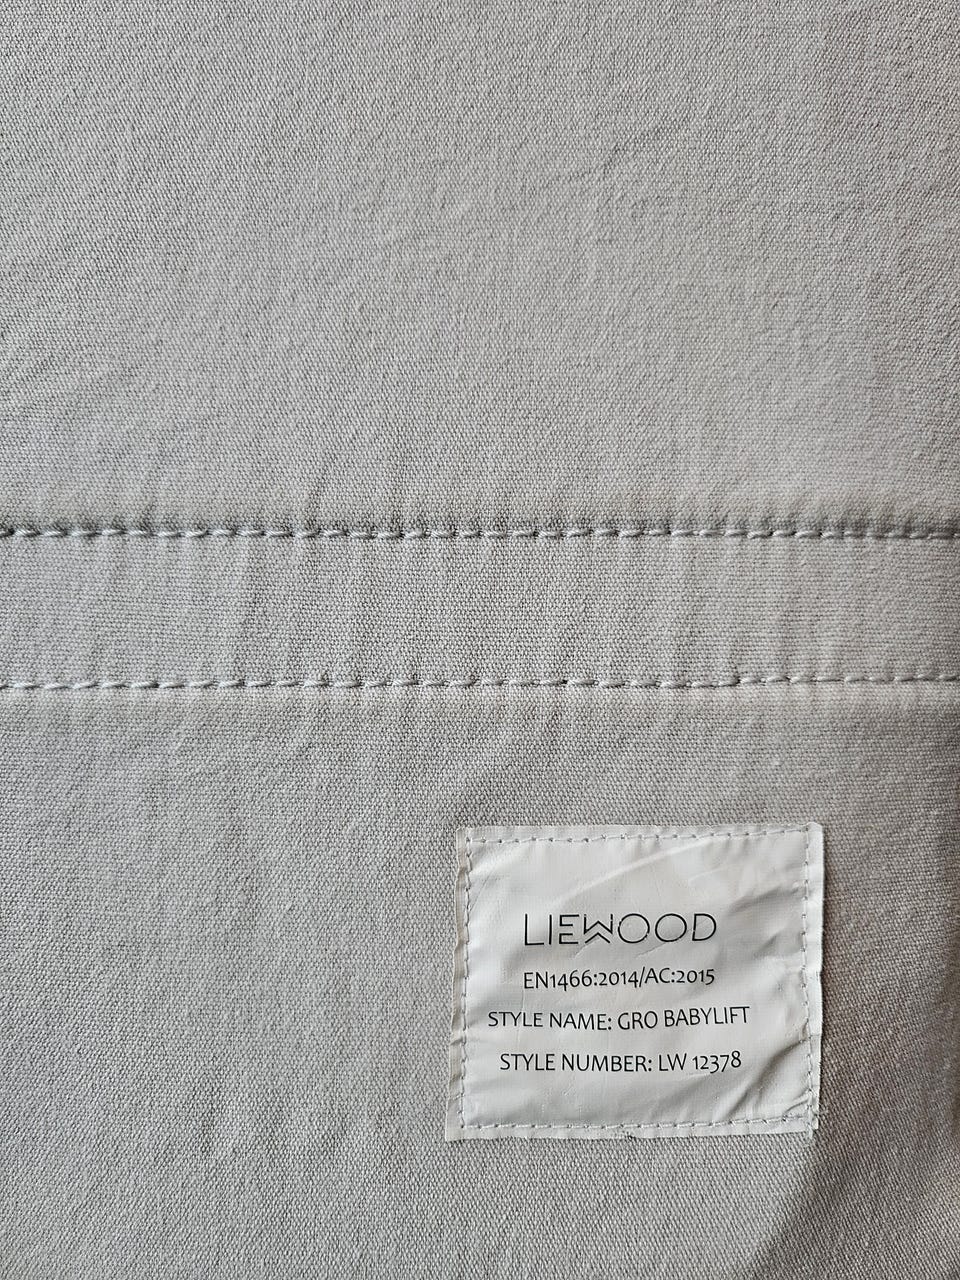 LIEWOOD
EN1466:2014/AC:2015
STYLE NAME: GRO BABYLIFT
STYLE NUMBER: LW 12378